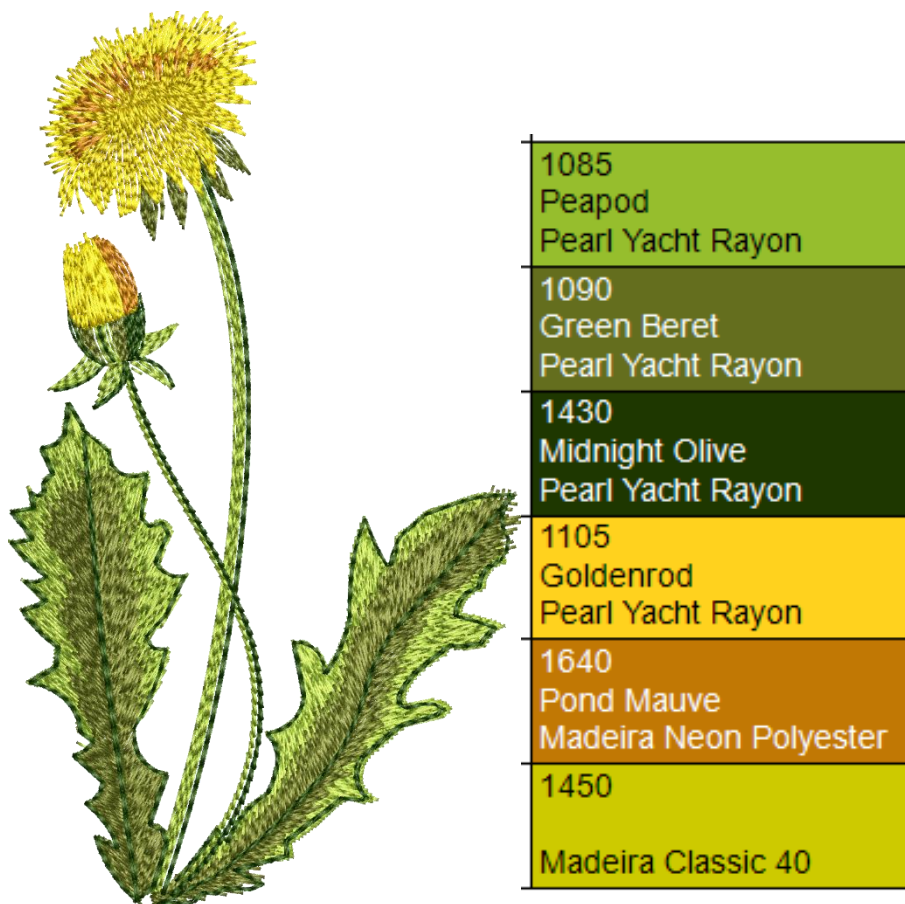 1085
Peapod
Pearl Yacht Rayon
1090
Green Beret
Pearl Yacht Rayon
1430
Midnight Olive
Pearl Yacht Rayon
1105
Goldenrod
Pearl Yacht Rayon
1640
Pond Mauve
Madeira Neon Polyester
1450
Madeira Classic 40